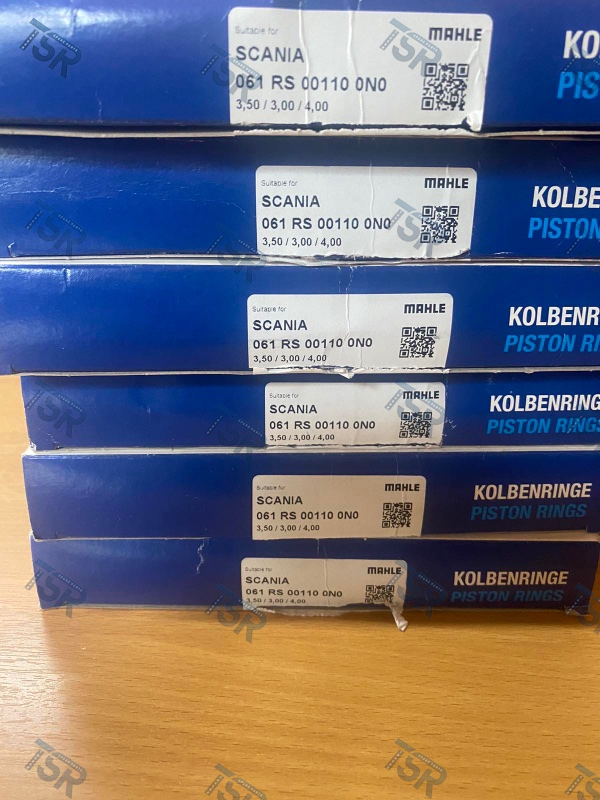 Suitable for
MAHLE
SCANIA
061 RS 00110 0N0
3,50 / 3,00 / 4,00
KO
PIS
Suitable for
MAHLE
SCANIA
061 RS 00110 0N0
3,50 / 3,00 / 4,00
KOLBE
PISTON
Suitable for
MAHLE
SCANIA
061 RS 00110 0N0
3,50 / 3,00 / 4,00
KOLBENR
PISTON RI
Suitable for
MAHLE
SCANIA
061 RS 00110 0N0
3,50 / 3,00 / 4,00
KOLBENRINGE
PISTON RINGS
Suitable for
MAHLE
SCANIA
061 RS 00110 0N0
3,50 / 3,00 / 4,00
KOLBENRINGE
PISTON RINGS
Suitable for
MAHLE
SCANIA
061 RS 00110 0N0
3,50 / 3,00 / 4,00
KOLBENRINGE
PISTON RINGS
TSR